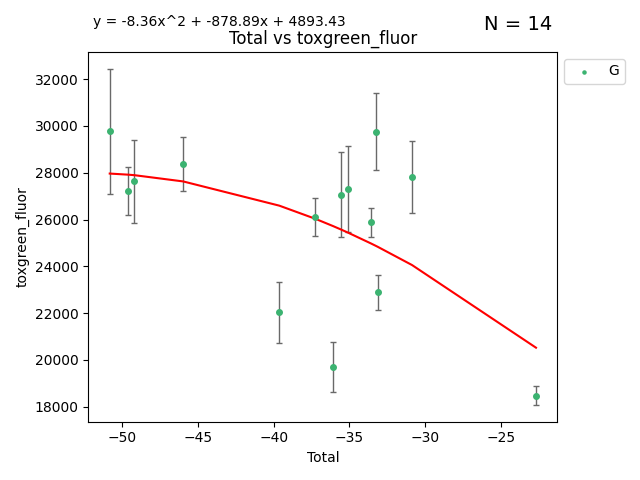 y = -8.36x^2 + -878.89x + 4893.43
N = 14
Total vs toxgreen_fluor
G
32000
30000
28000
26000
24000
22000
20000
18000
toxgreen_fluor
−50
−45
−40
−35
−30
−25
Total